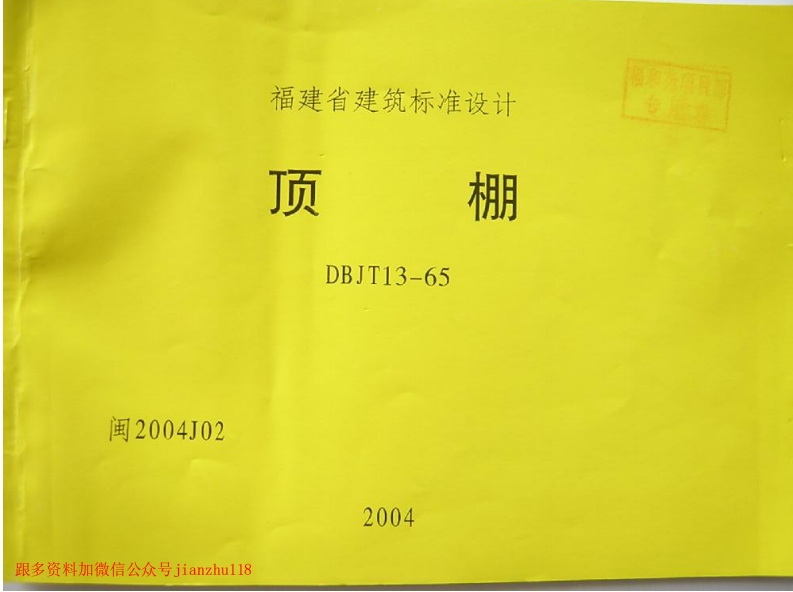 福建省建筑标准设计
顶 棚
DBJT13-65
闽2004J02
2004
跟多资料加微信公众号jianzhu118